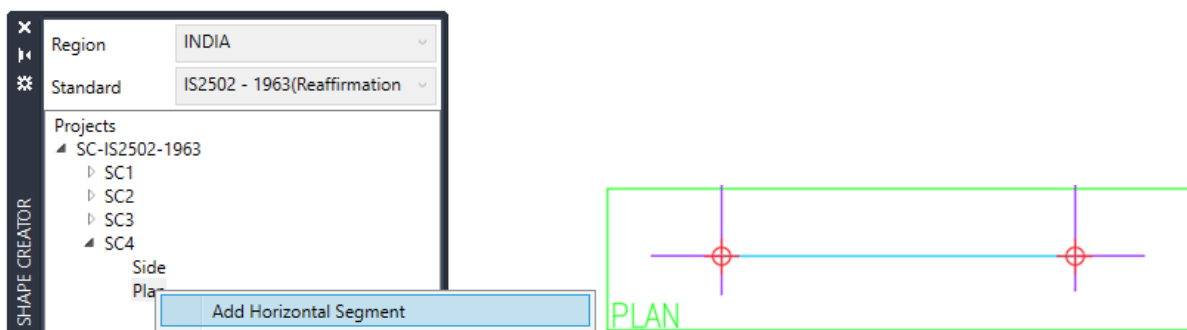 Region
INDIA
Standard
IS2502 - 1963(Reaffirmation
Projects
SC-IS2502-1963
SC1
SC2
SC3
SC4
Side
Plan
Add Horizontal Segment
SHAPE CREATOR
PLAN